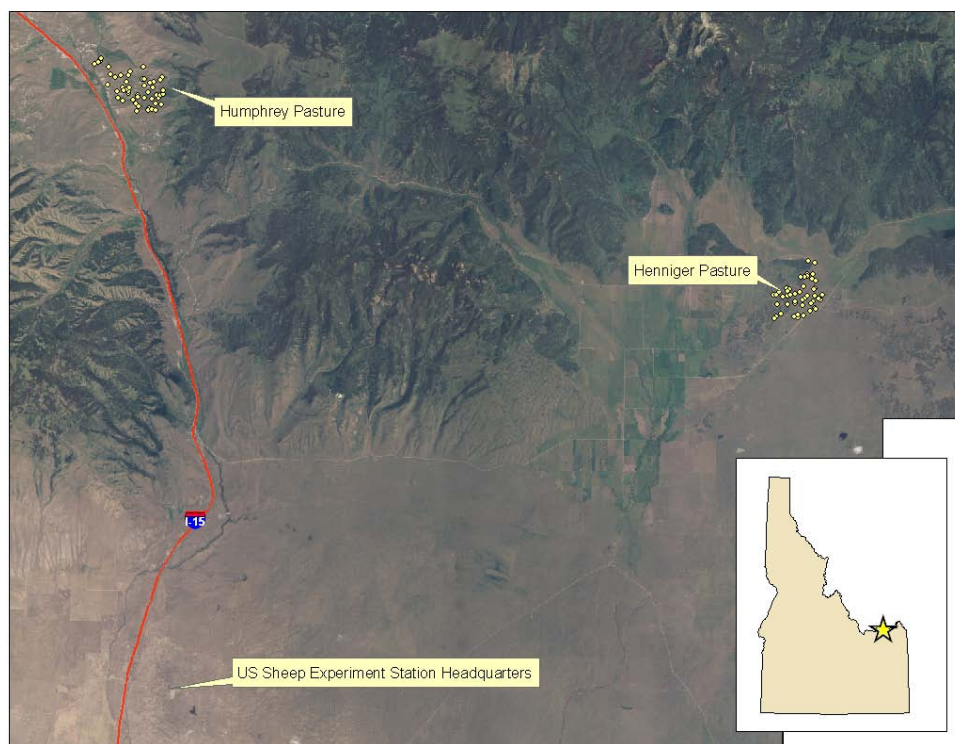 Humphrey Pasture
Henniger Pasture
I-15
US Sheep Experiment Station Headquarters